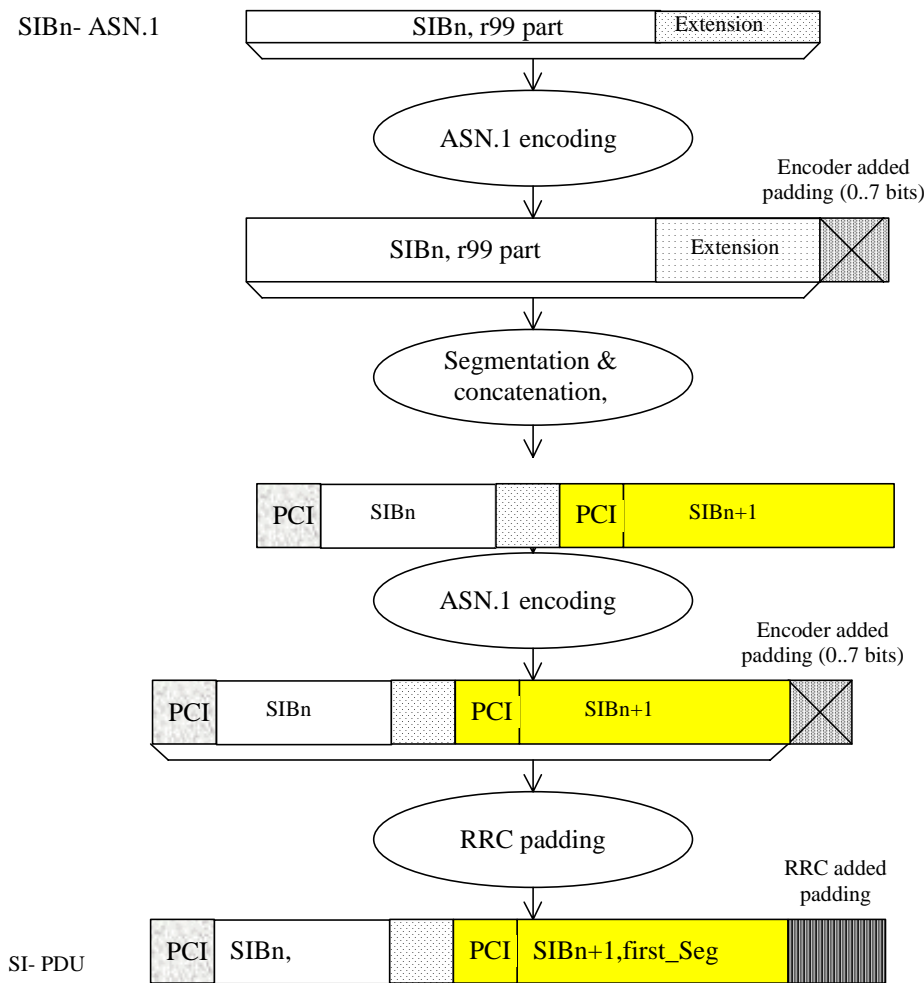 SIBn- ASN.1
SIBn, r99 part
Extension
ASN.1 encoding
Encoder added
padding (0..7 bits)
SIBn, r99 part
Extension
Segmentation &
concatenation,
PCI SIBn PCI SIBn+1
ASN.1 encoding
Encoder added
padding (0..7 bits)
PCI SIBn PCI SIBn+1
RRC padding
RRC added
padding
SI- PDU
PCI SIBn, PCI SIBn+1,first_Seg